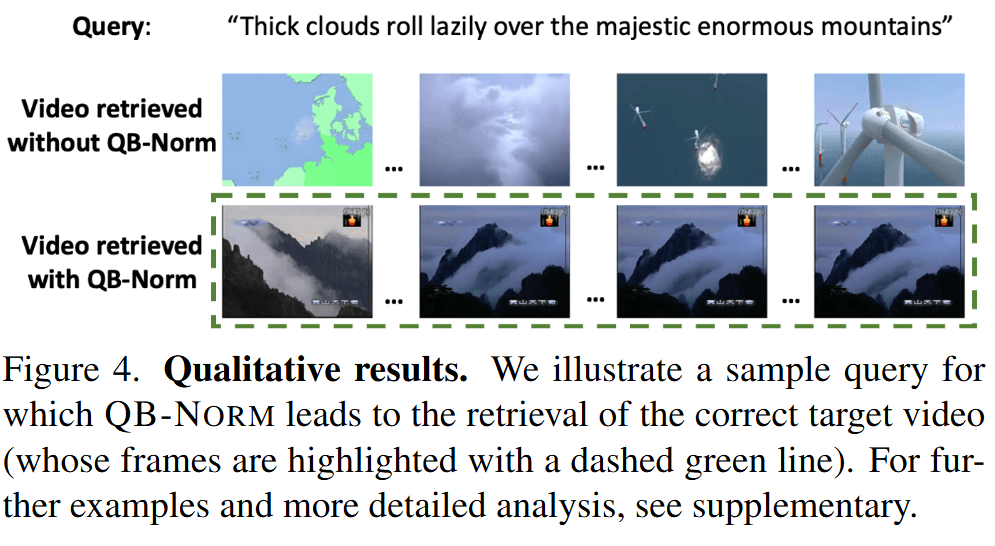 Query: “Thick clouds roll lazily over the majestic enormous mountains”
Video retrieved
without QB-Norm
... ... ...
Video retrieved
with QB-Norm
... ... ...
Figure 4. Qualitative results. We illustrate a sample query for
which QB-NORM leads to the retrieval of the correct target video
(whose frames are highlighted with a dashed green line). For fur-
ther examples and more detailed analysis, see supplementary.